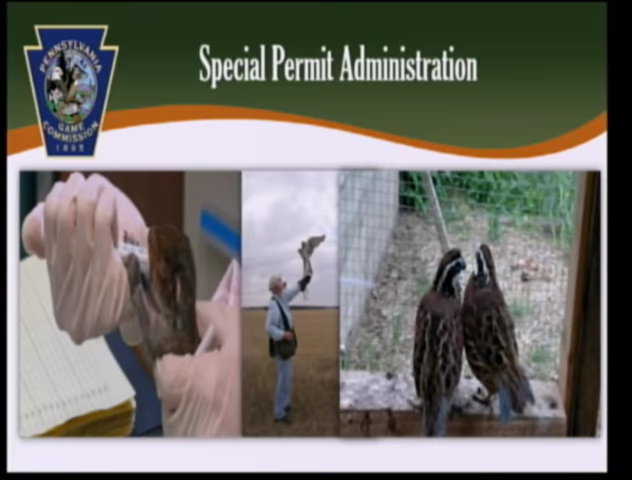 Special Permit Administration
PENNSYLVANIA
GAME
COMMISSION
1895